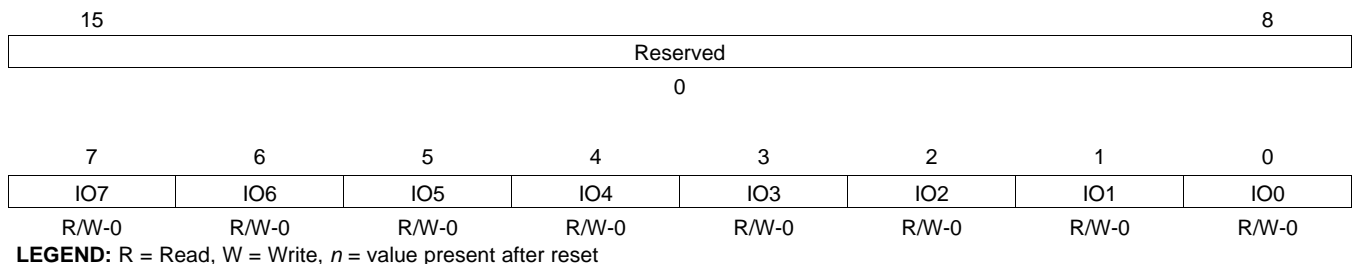 15 8
Reserved
0
7 6 5 4 3 2 1 0
IO7 IO6 IO5 IO4 IO3 IO2 IO1 IO0
R/W-0 R/W-0 R/W-0 R/W-0 R/W-0 R/W-0 R/W-0 R/W-0
LEGEND: R = Read, W = Write, n = value present after reset